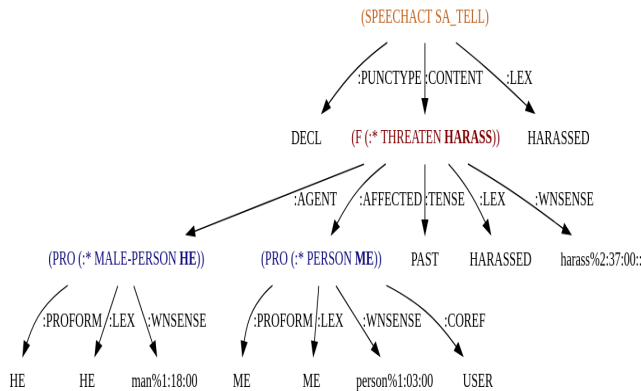 (SPEECHACT SA_TELL)
:PUNCTYPE :CONTENT :LEX
DECL (F (:* THREATEN HARASS)) HARASSED
:AGENT :AFFECTED :TENSE :LEX :WNSENSE
(PRO (:* MALE-PERSON HE)) (PRO (:* PERSON ME)) PAST HARASSED harass%2:37:00::
:PROFORM :LEX :WNSENSE :PROFORM :LEX :WNSENSE :COREF
HE HE man%1:18:00 ME ME person%1:03:00 USER